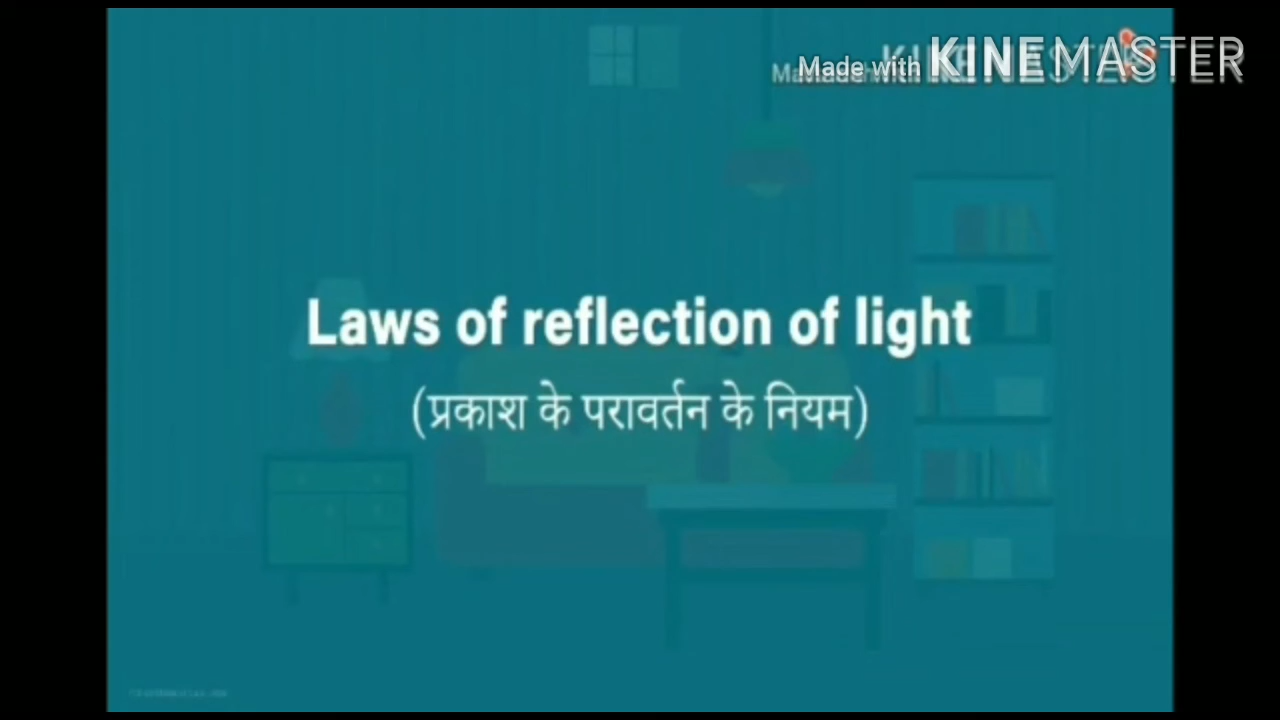 Made with KINEMASTER
Laws of reflection of light
(प्रकाश के परावर्तन के नियम)